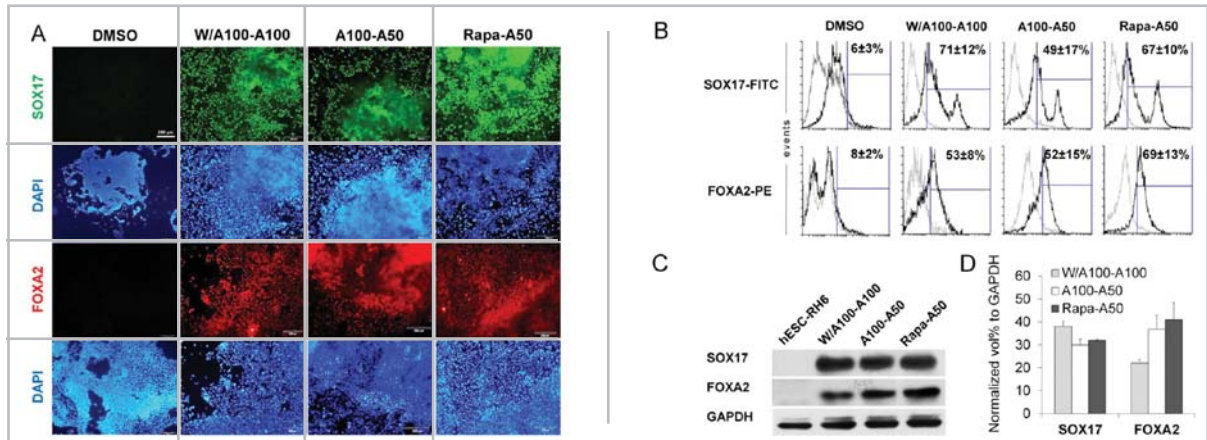 A
DMSO
W/A100-A100
A100-A50
Rapa-A50
SOX17
DAPI
FOXA2
DAPI
B
DMSO
W/A100-A100
A100-A50
Rapa-A50
SOX17-FITC
6±3%
71±12%
49±17%
67±10%
events
FOXA2-PE
8±2%
53±8%
52±15%
69±13%
C
hESC-RH6
W/A100-A100
A100-A50
Rapa-A50
SOX17
FOXA2
GAPDH
D
Normalized vol% to GAPDH
60
50
40
30
20
10
0
W/A100-A100
A100-A50
Rapa-A50
SOX17
FOXA2